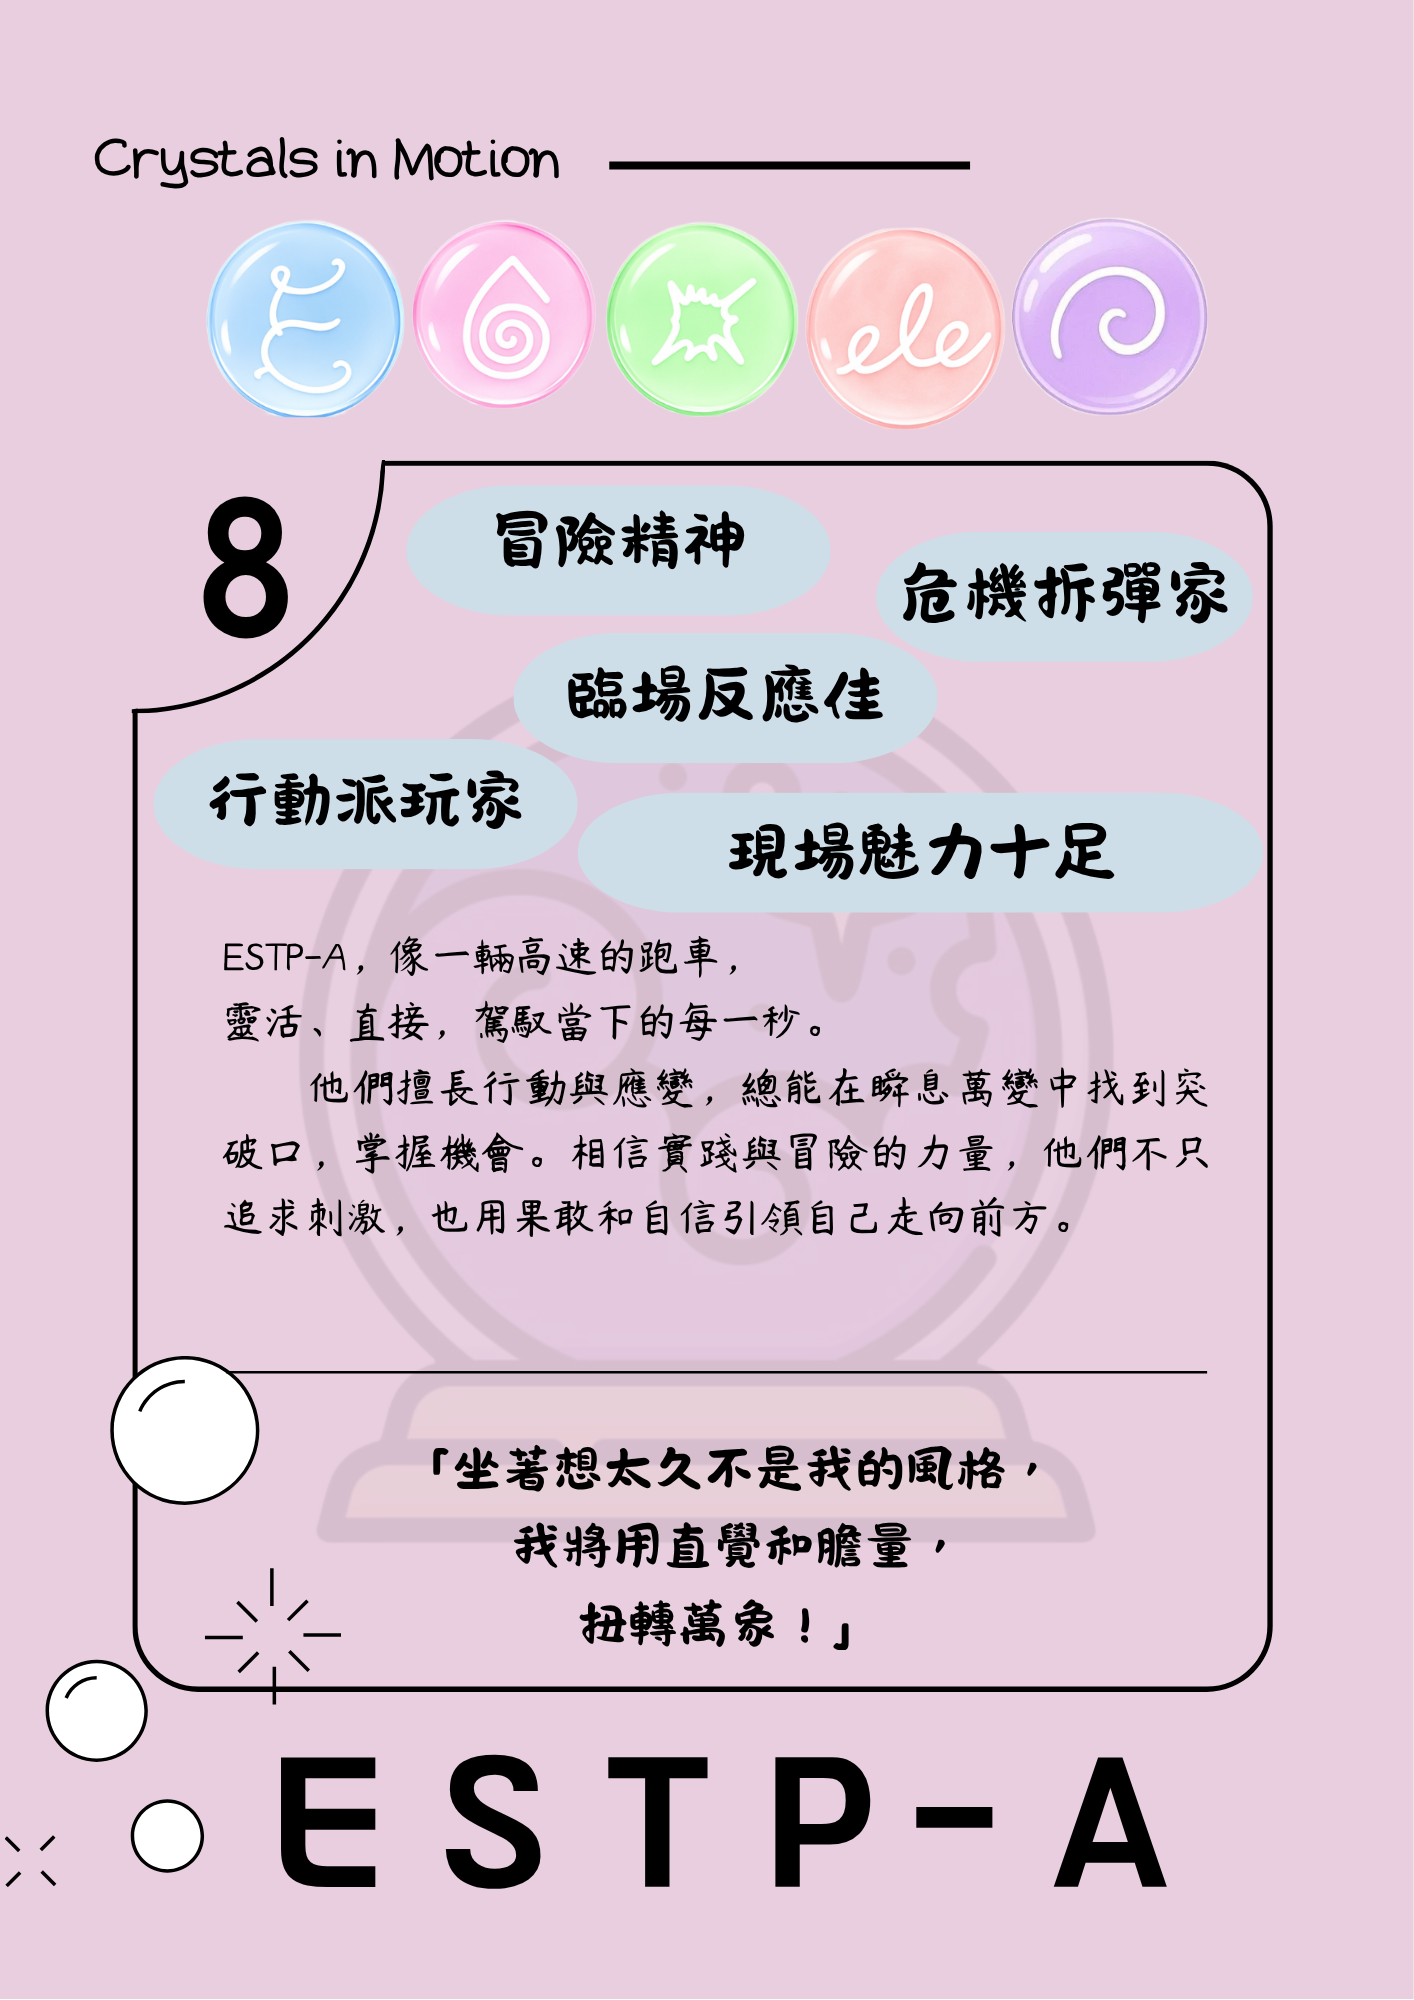 Crystals in Motion
ele
8
冒險精神
危機拆彈家
臨場反應佳
行動派玩家
現場魅力十足
ESTP-A，像一輛高速的跑車，
靈活、直接，駕馭當下的每一秒。
他們擅長行動與應變，總能在瞬息萬變中找到突
破口，掌握機會。相信實踐與冒險的力量，他們不只
追求刺激，也用果敢和自信引領自己走向前方。
「坐著想太久不是我的風格，
我將用直覺和膽量，
扭轉萬象！」
ESTP-A